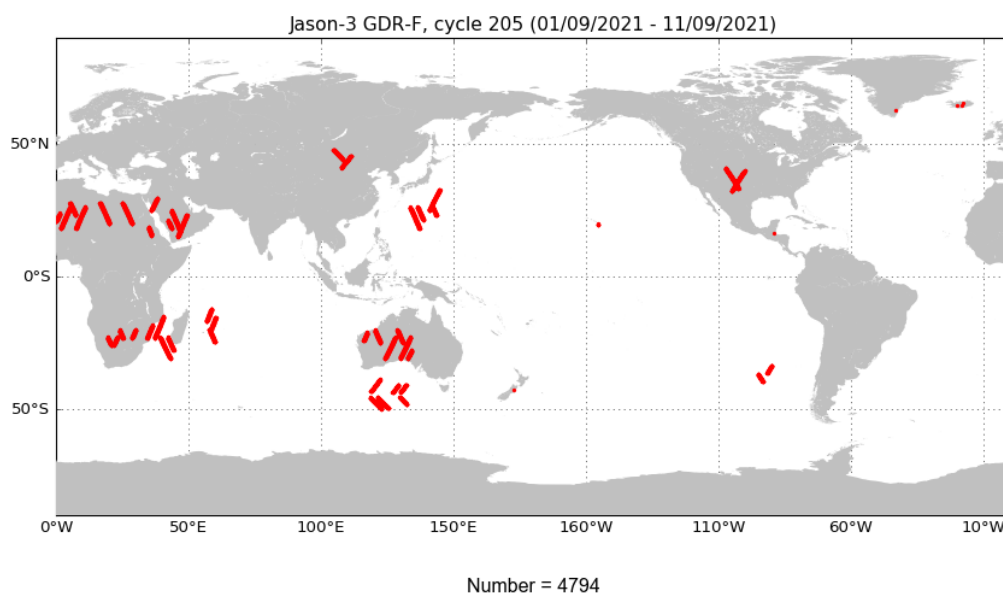 Jason-3 GDR-F, cycle 205 (01/09/2021 - 11/09/2021)
50°N
0°S
50°S
0°W 50°E 100°E 150°E 160°W 110°W 60°W 10°W
Number = 4794